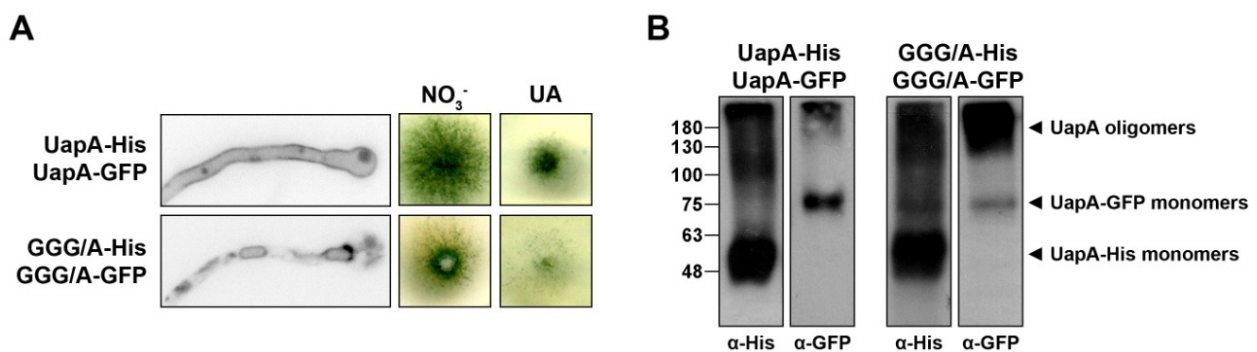 A
NO₃⁻ UA
UapA-His
UapA-GFP
GGG/A-His
GGG/A-GFP
B
UapA-His
UapA-GFP
GGG/A-His
GGG/A-GFP
180
130
100
75
63
48
◄ UapA oligomers
◄ UapA-GFP monomers
◄ UapA-His monomers
α-His α-GFP α-His α-GFP